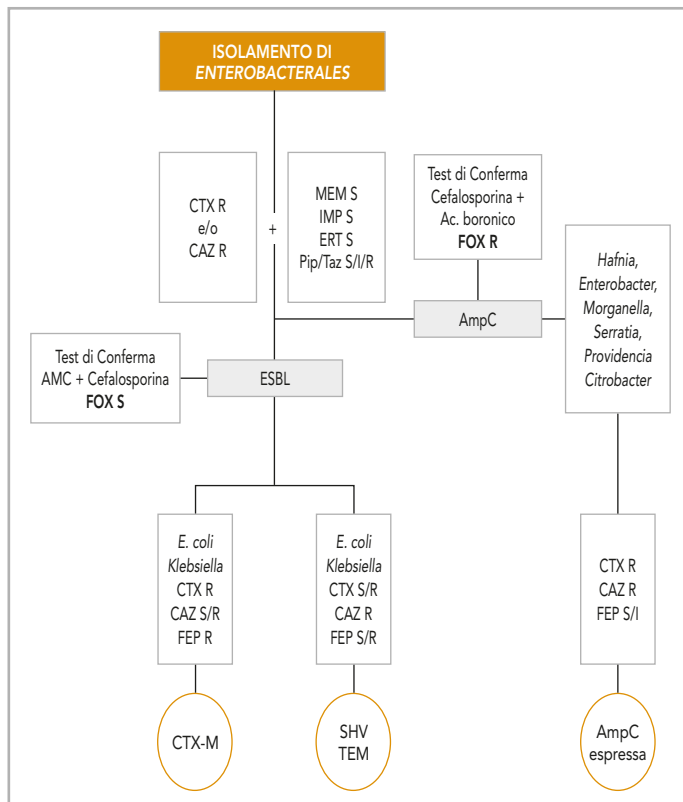 ISOLAMENTO DI
ENTEROBACTERALES
CTX R
e/o
CAZ R
+
MEM S
IMP S
ERT S
Pip/Taz S/I/R
Test di Conferma
Cefalosporina +
Ac. boronico
FOX R
AmpC
Hafnia,
Enterobacter,
Morganella,
Serratia,
Providencia
Citrobacter
Test di Conferma
AMC + Cefalosporina
FOX S
ESBL
E. coli
Klebsiella
CTX R
CAZ S/R
FEP R
E. coli
Klebsiella
CTX S/R
CAZ R
FEP S/R
CTX R
CAZ R
FEP S/I
CTX-M
SHV
TEM
AmpC
espressa